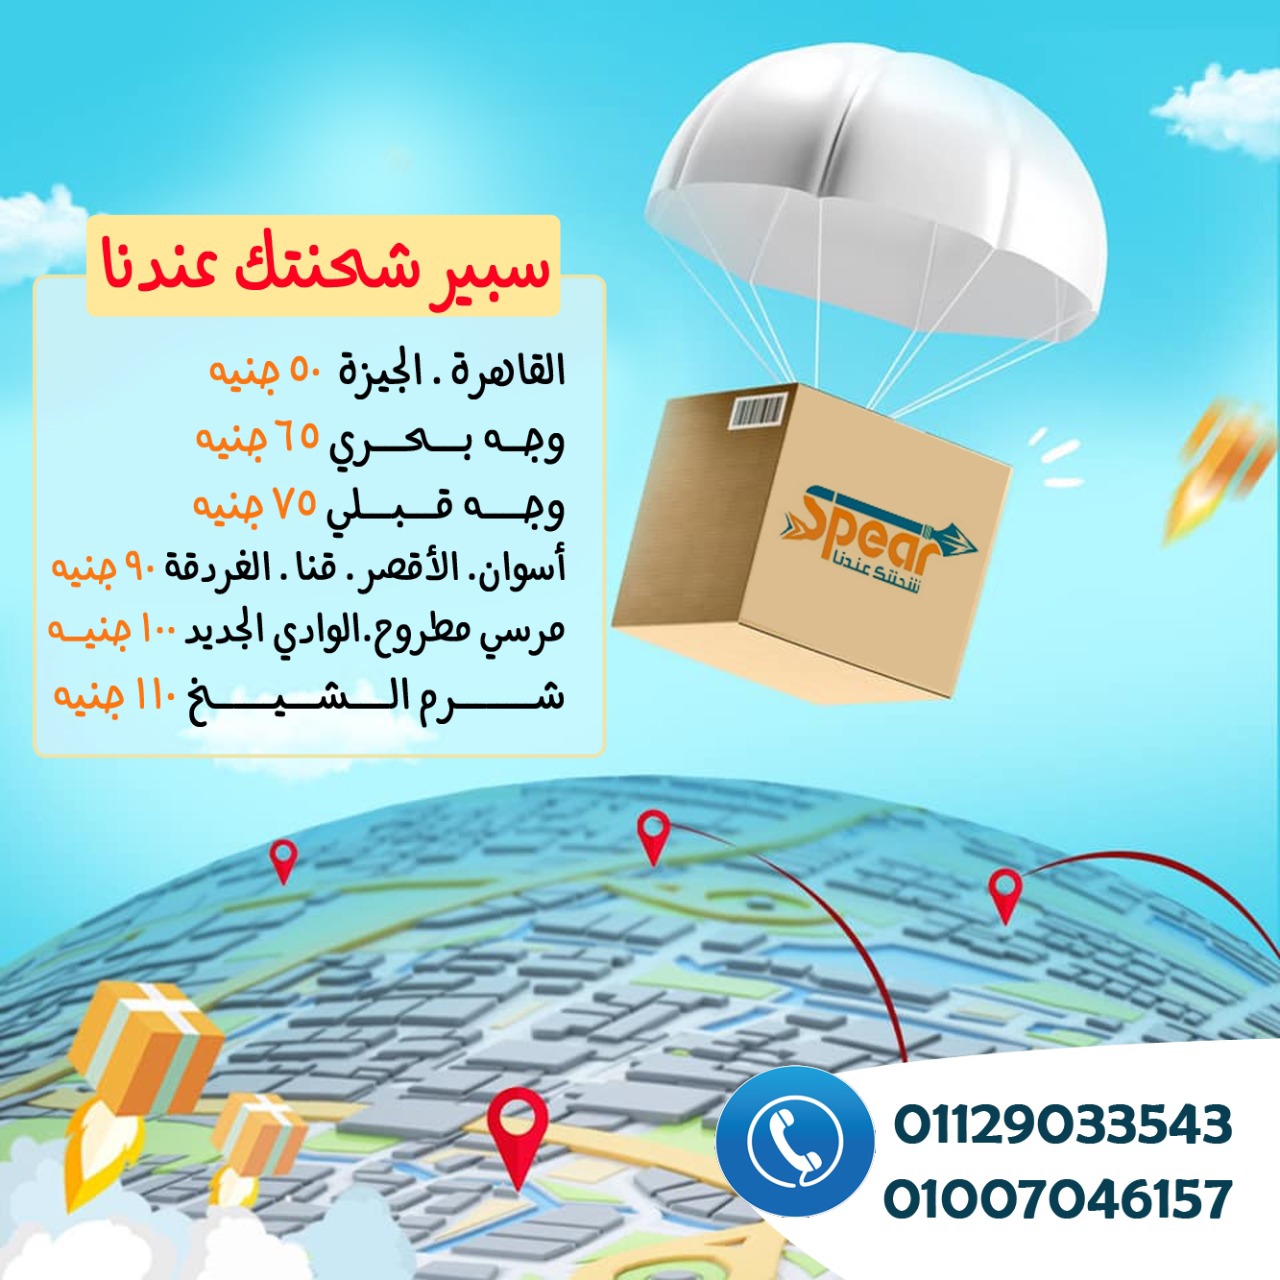 سبير شحنتك عندنا
القاهرة . الجيزة ٥٠ جنيه
وجه بحري ٦٥ جنيه
وجه قبلي ٧٥ جنيه
أسوان. الأقصر . قنا . الغردقة ٩٠ جنيه
مرسي مطروح.الوادي الجديد ١٠٠ جنيه
شرم الشيخ ١١٠ جنيه
Spear
شحنتك عندنا
01129033543
01007046157